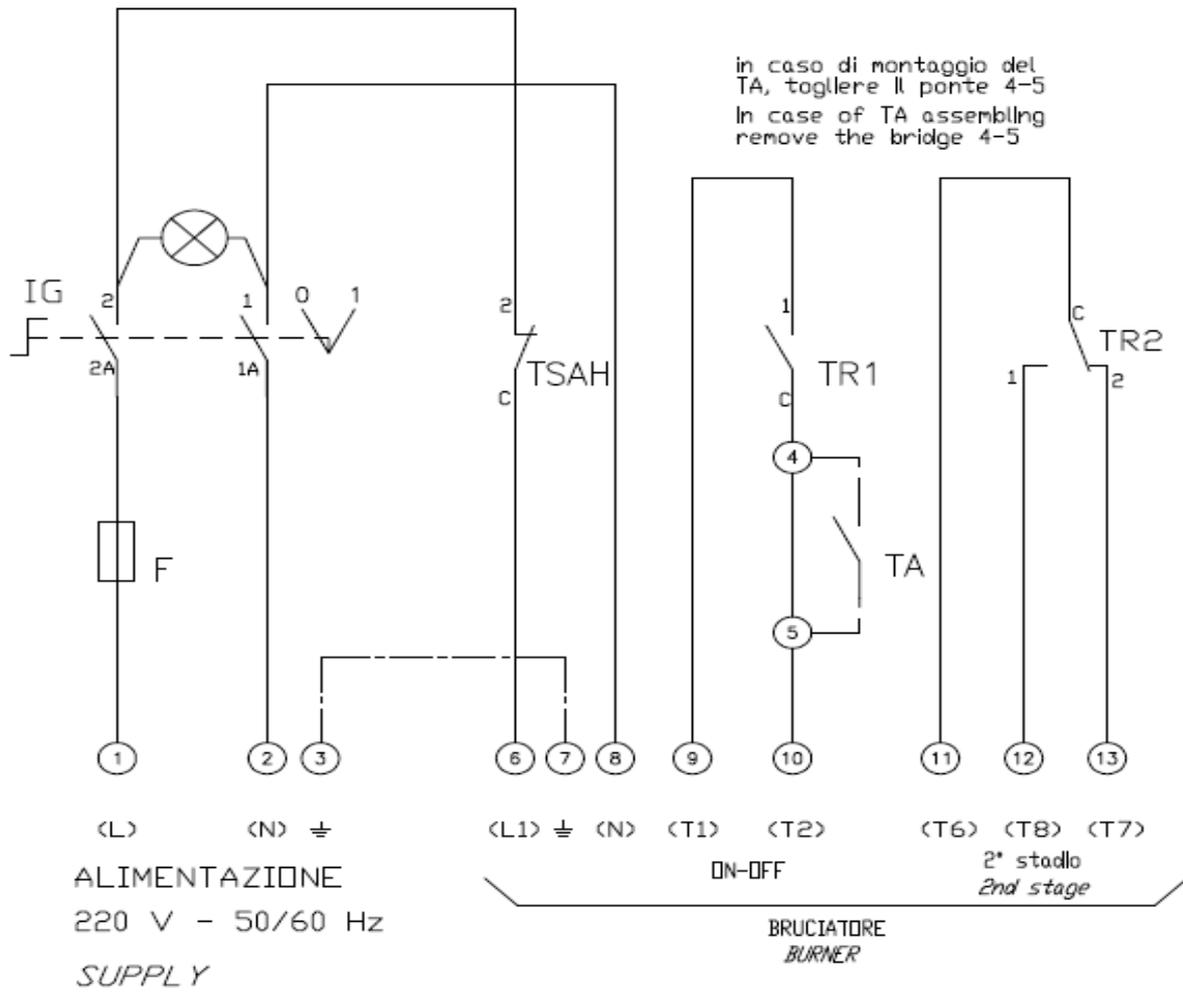 in caso di montaggio del
TA, togliere il ponte 4-5
In case of TA assembling
remove the bridge 4-5
IG
2
1
0
1
2
1
C
TR2
2A
1A
TSAH
TR1
1
2
C
C
4
F
TA
5
1
2
3
6
7
8
9
10
11
12
13
(L)
(N)
(L1)
(N)
(T1)
(T2)
(T6)
(T8)
(T7)
ALIMENTAZIONE
220 V - 50/60 Hz
SUPPLY
ON-OFF
2° stadio
2nd stage
BRUCIATORE
BURNER